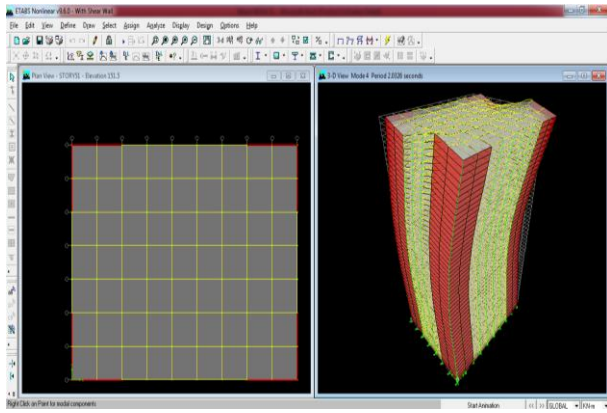 ETABS Nonlinear v9.6.0 - With Shear Wall
File Edit View Define Draw Select Assign Analyze Display Design Options Help
Plan View - STORY51 - Elevation 151.5
3-D View Mode 4 Period 2.0026 seconds
Right Click on Point for modal components
Start Animation
GLOBAL
KN-m